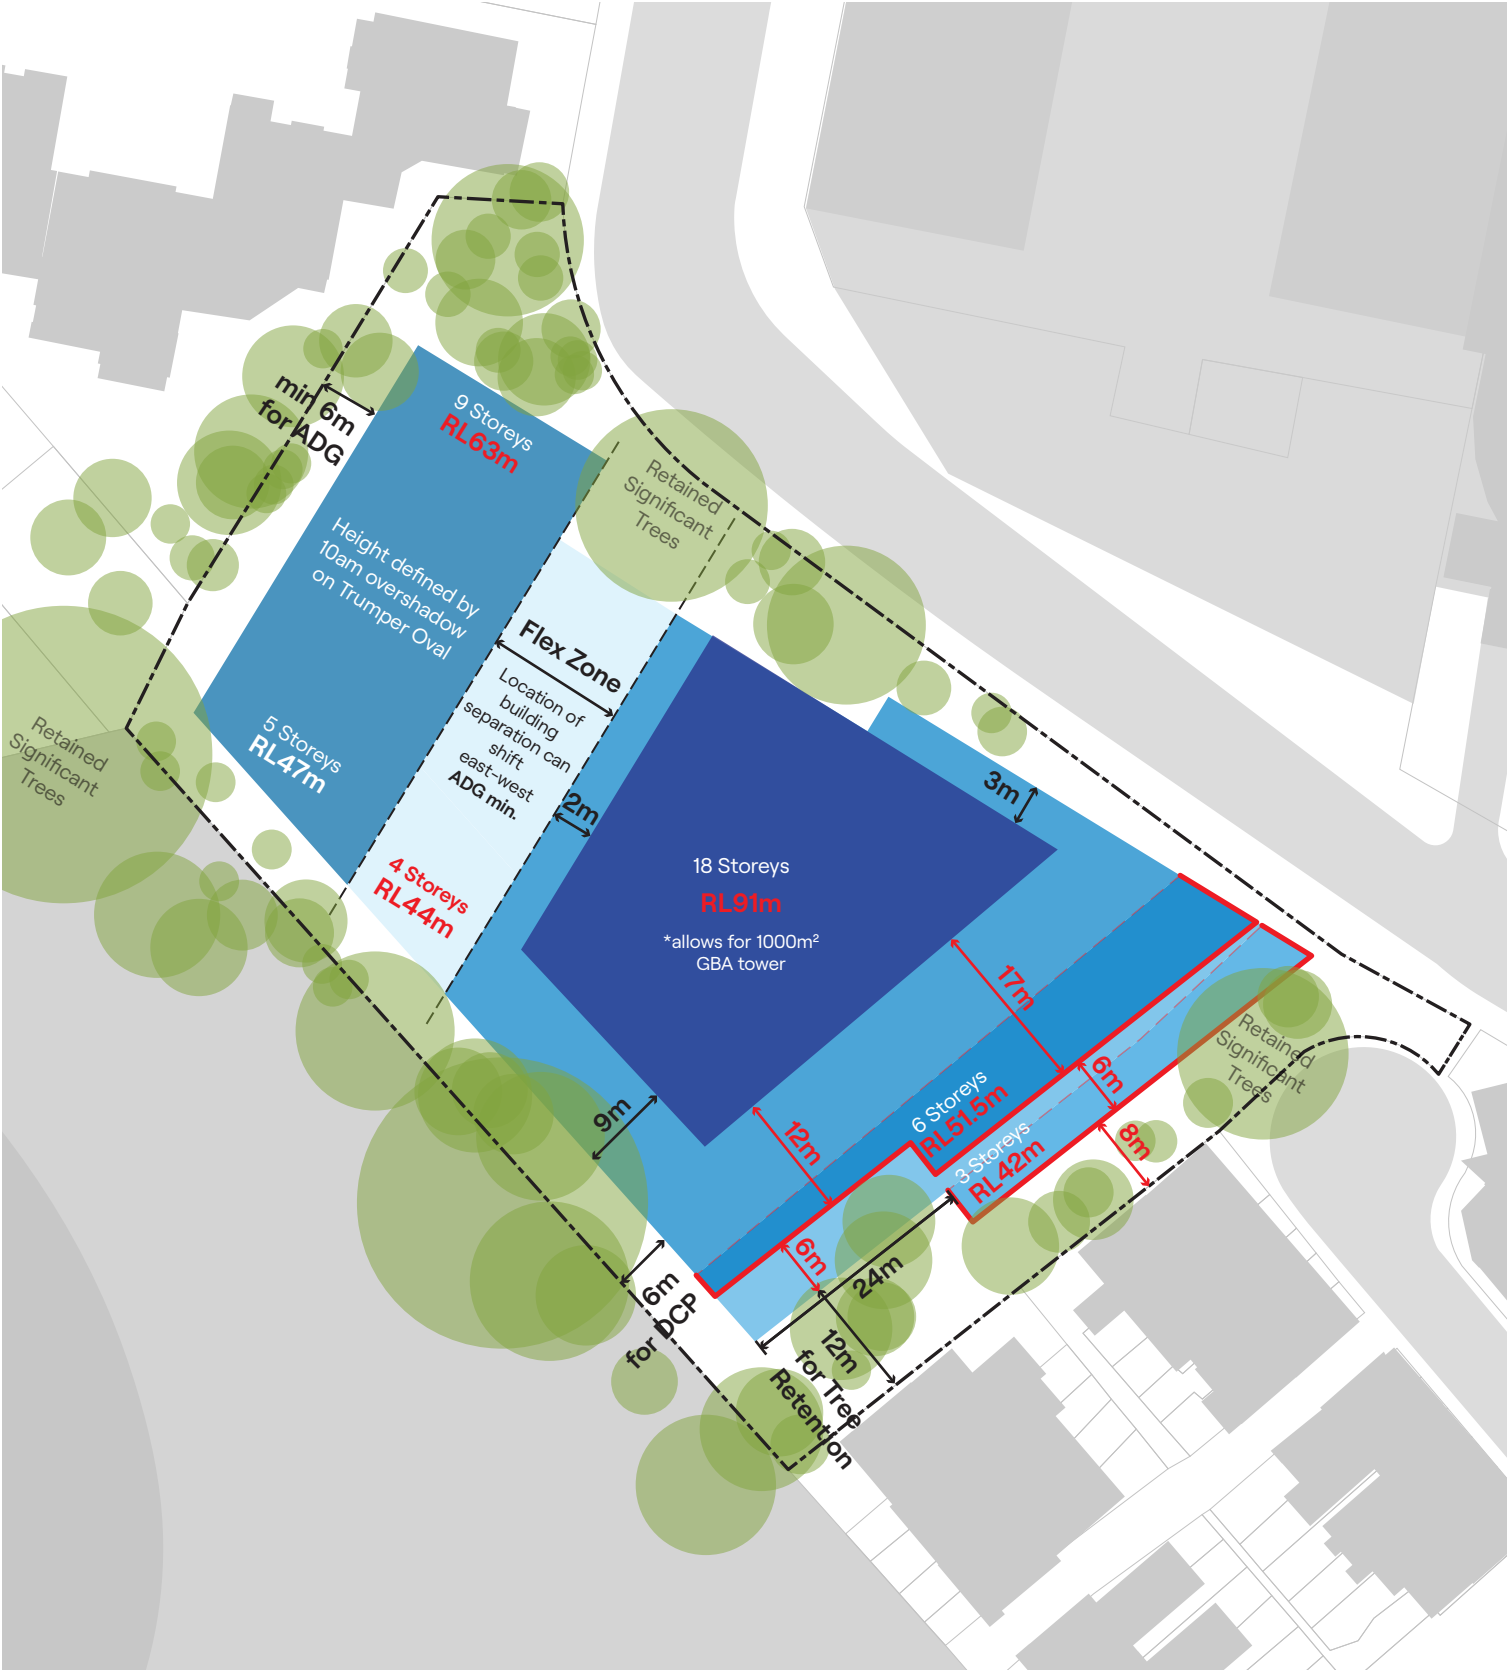 min 6m
for ADG
9 Storeys
RL63m
Retained
Significant
Trees
Height defined by
10am overshadow
on Trumper Oval
Flex Zone
Location of
building
separation can
shift
east-west
ADG min.
5 Storeys
RL47m
Retained
Significant
Trees
2m
3m
4 Storeys
RL44m
18 Storeys
RL91m
*allows for 1000m²
GBA tower
17m
Retained
Significant
Trees
6m
6 Storeys
RL51.5m
3 Storeys
RL42m
8m
9m
12m
6m
24m
6m
for DCP
12m
for Tree
Retention